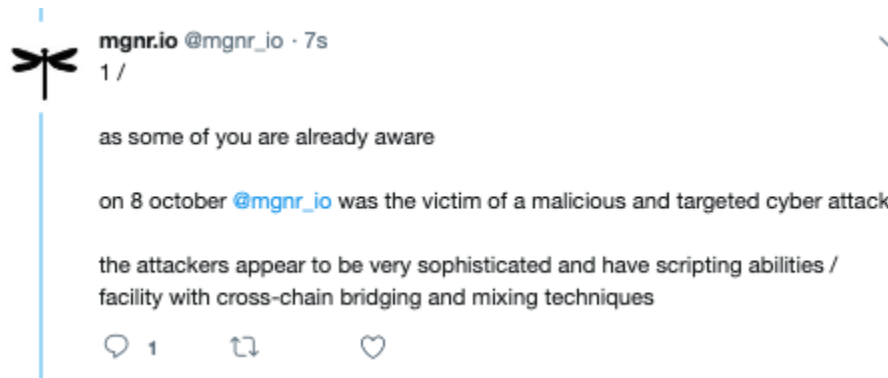 mgnr.io @mgnr_io · 7s
1 /
as some of you are already aware
on 8 october @mgnr_io was the victim of a malicious and targeted cyber attack
the attackers appear to be very sophisticated and have scripting abilities /
facility with cross-chain bridging and mixing techniques
1